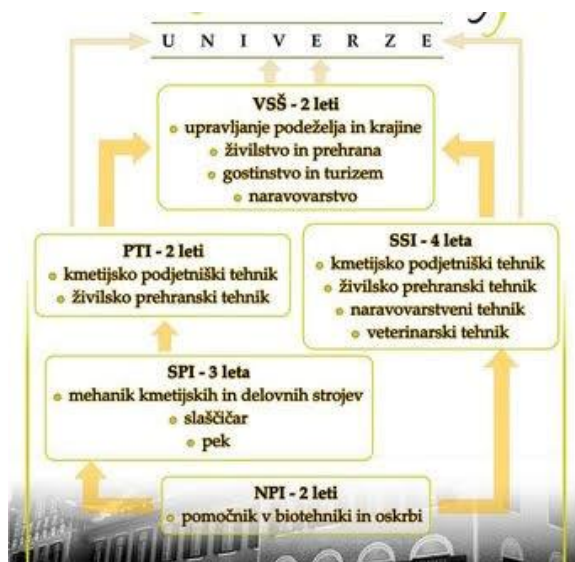 U N I V E R Z E
VSŠ - 2 leti
upravljanje podeželja in krajine
živilstvo in prehrana
gostinstvo in turizem
naravovarstvo
PTI - 2 leti
kmetijsko podjetniški tehnik
živilsko prehranski tehnik
SSI - 4 leta
kmetijsko podjetniški tehnik
živilsko prehranski tehnik
naravovarstveni tehnik
veterinarski tehnik
SPI - 3 leta
mehanik kmetijskih in delovnih strojev
slaščičar
pek
NPI - 2 leti
pomočnik v biotehniki in oskrbi